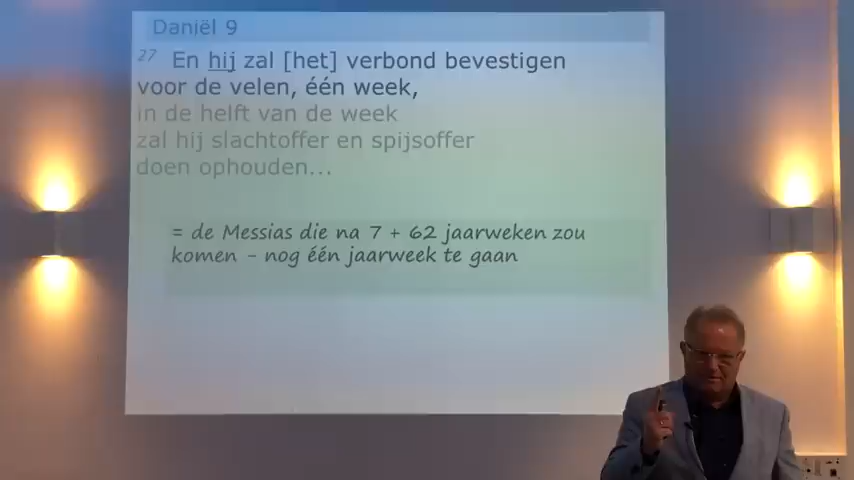 Daniël 9
27 En hij zal [het] verbond bevestigen
voor de velen, één week,
in de helft van de week
zal hij slachtoffer en spijsoffer
doen ophouden...
= de Messias die na 7 + 62 jaarweken zou
komen – nog één jaarweek te gaan